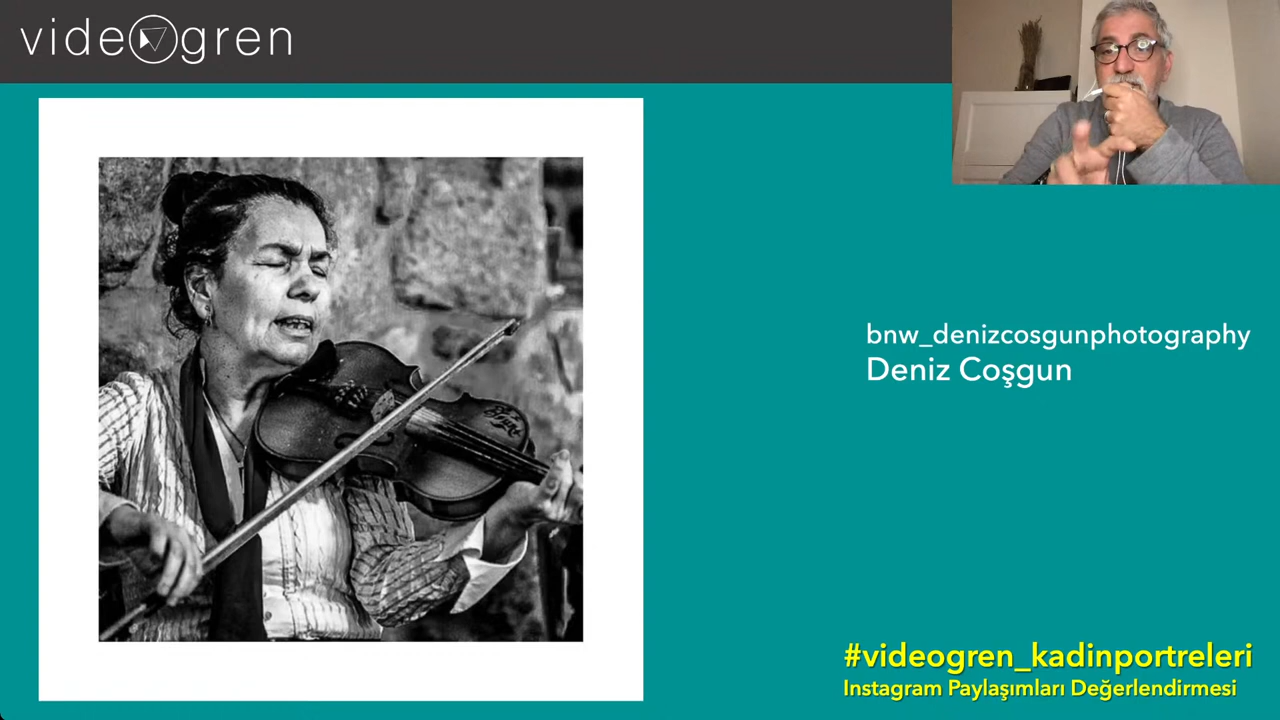 videogren
bnw_denizcosgunphotography
Deniz Coşgun
#videogren_kadinportreleri
Instagram Paylaşımları Değerlendirmesi